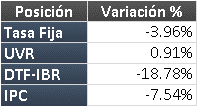 Posición Variación %
Tasa Fija -3.96%
UVR 0.91%
DTF-IBR -18.78%
IPC -7.54%